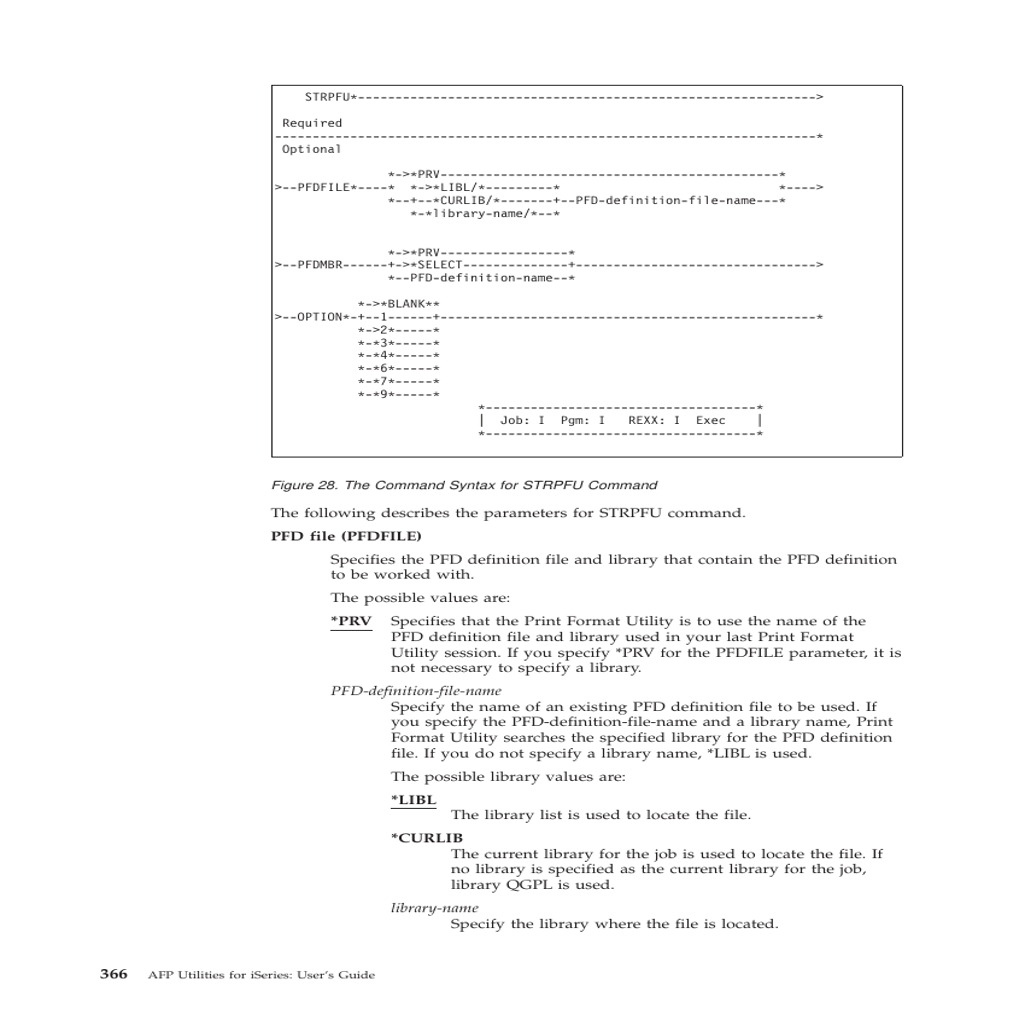 STRPFU*------------------------------------------------------------->
Required
------------------------------------------------------------------------*
Optional
*->*PRV---------------------------------------------*
>--PFDFILE*----*  *->*LIBL/*---------*                             *---->
*--+--*CURLIB/*-------+--PFD-definition-file-name---*
*-*library-name/*--*
*->*PRV-----------------*
>--PFDMBR------+->*SELECT--------------+-------------------------------->
*--PFD-definition-name--*
*->*BLANK**
>--OPTION*-+--1------+--------------------------------------------------*
*->2*-----*
*-*3*-----*
*-*4*-----*
*-*6*-----*
*-*7*-----*
*-*9*-----*
*------------------------------------*
|  Job: I  Pgm: I   REXX: I  Exec    |
*------------------------------------*
Figure 28. The Command Syntax for STRPFU Command
The following describes the parameters for STRPFU command.
PFD file (PFDFILE)
Specifies the PFD definition file and library that contain the PFD definition
to be worked with.
The possible values are:
*PRV Specifies that the Print Format Utility is to use the name of the
PFD definition file and library used in your last Print Format
Utility session. If you specify *PRV for the PFDFILE parameter, it is
not necessary to specify a library.
PFD-definition-file-name
Specify the name of an existing PFD definition file to be used. If
you specify the PFD-definition-file-name and a library name, Print
Format Utility searches the specified library for the PFD definition
file. If you do not specify a library name, *LIBL is used.
The possible library values are:
*LIBL
The library list is used to locate the file.
*CURLIB
The current library for the job is used to locate the file. If
no library is specified as the current library for the job,
library QGPL is used.
library-name
Specify the library where the file is located.
366 AFP Utilities for iSeries: User's Guide